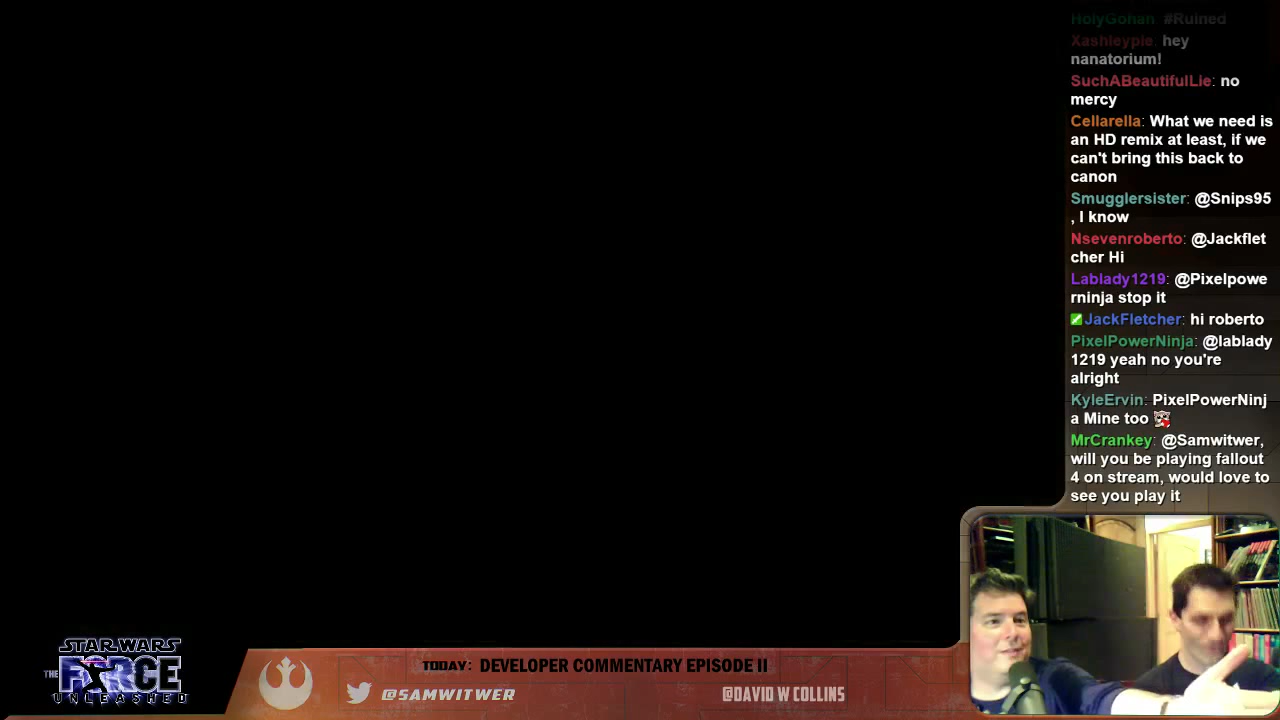 HolyGohan: #Ruined
Xashleypie: hey
nanatorium!
SuchABeautifulLie: no
mercy
Cellarella: What we need is
an HD remix at least, if we
can't bring this back to
canon
Smugglersister: @Snips95
, I know
Nsevenroberto: @Jackflet
cher Hi
Lablady1219: @Pixelpowe
rninja stop it
JackFletcher: hi roberto
PixelPowerNinja: @lablady
1219 yeah no you're
alright
KyleErvin: PixelPowerNinj
a Mine too
MrCrankey: @Samwitwer,
will you be playing fallout
4 on stream, would love to
see you play it
STAR WARS
THE FORCE
UNLEASHED
TODAY: DEVELOPER COMMENTARY EPISODE II
@SAMWITWER @DAVID W COLLINS